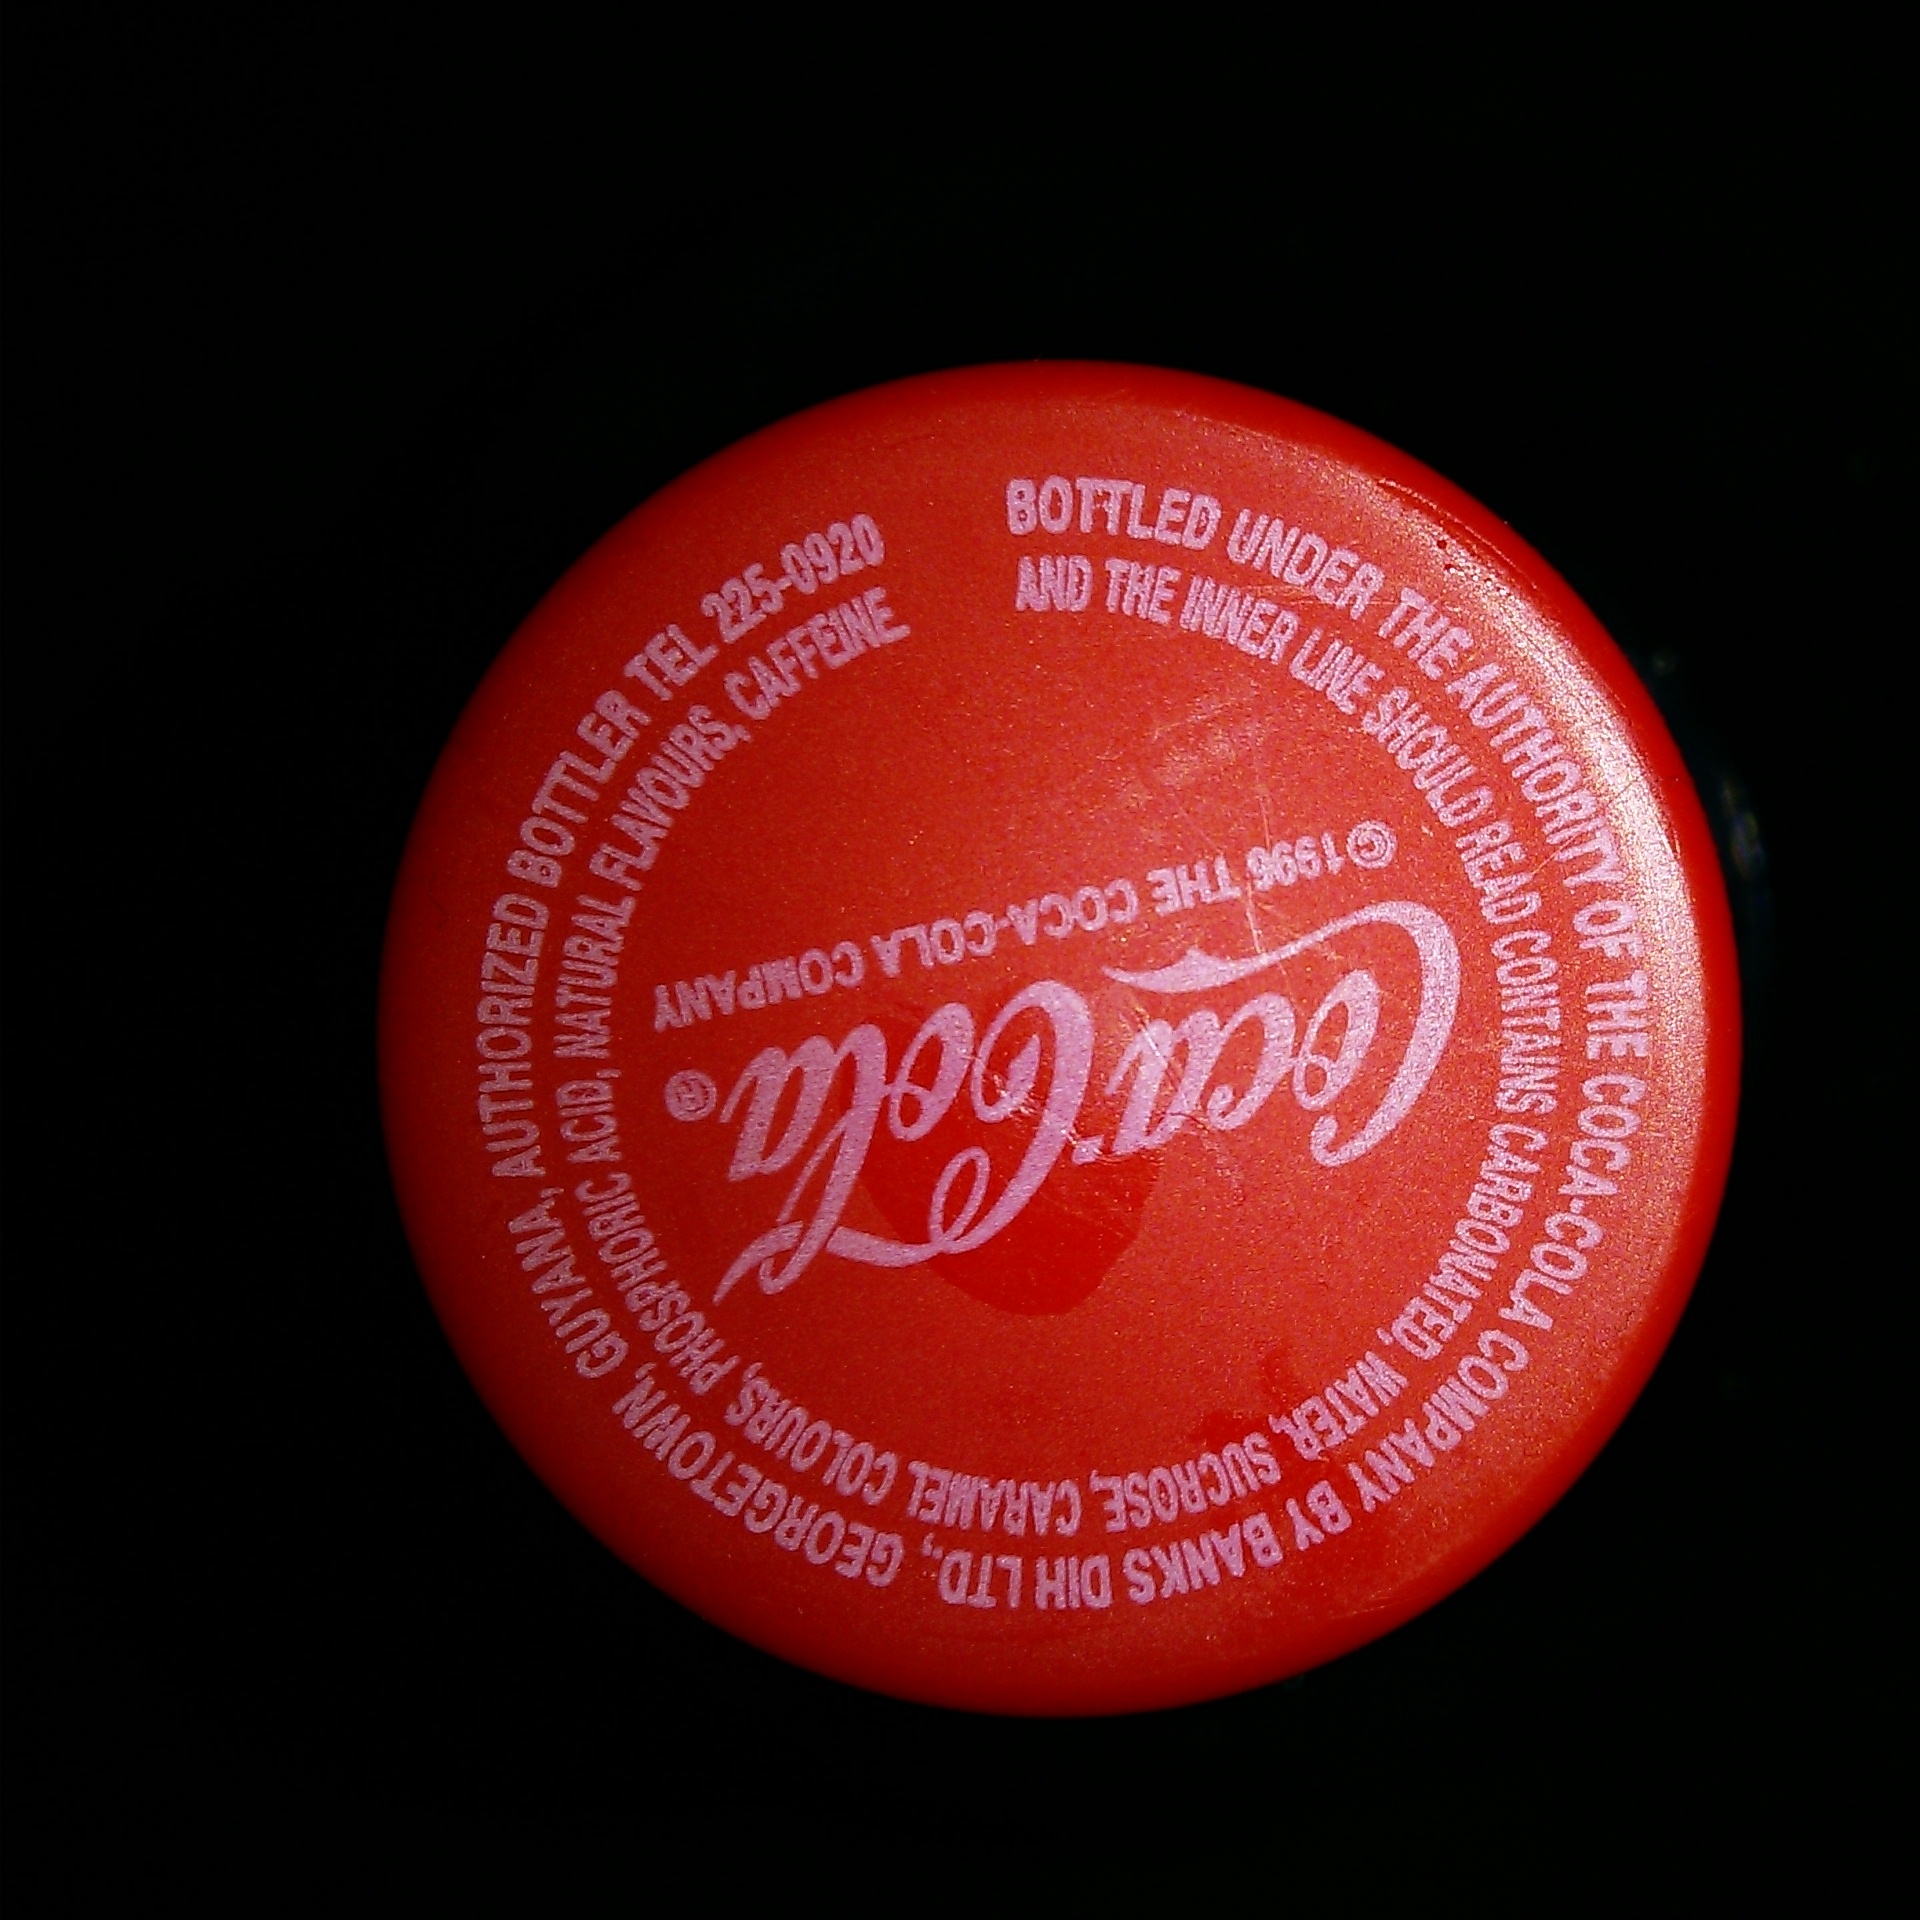 BOTTLED UNDER THE AUTHORITY OF THE COCA-COLA COMPANY BY BANKS DIH LTD., GEORGETOWN, GUYANA, AUTHORIZED BOTTLER TEL 225-0920
AND THE INNER LINE SHOULD READ CONTAINS CARBONATED, WATER, SUCROSE, CARAMEL COLOURS, PHOSPHORIC ACID, NATURAL FLAVOURS, CAFFEINE
Coca-Cola ®
©1996 THE COCA-COLA COMPANY